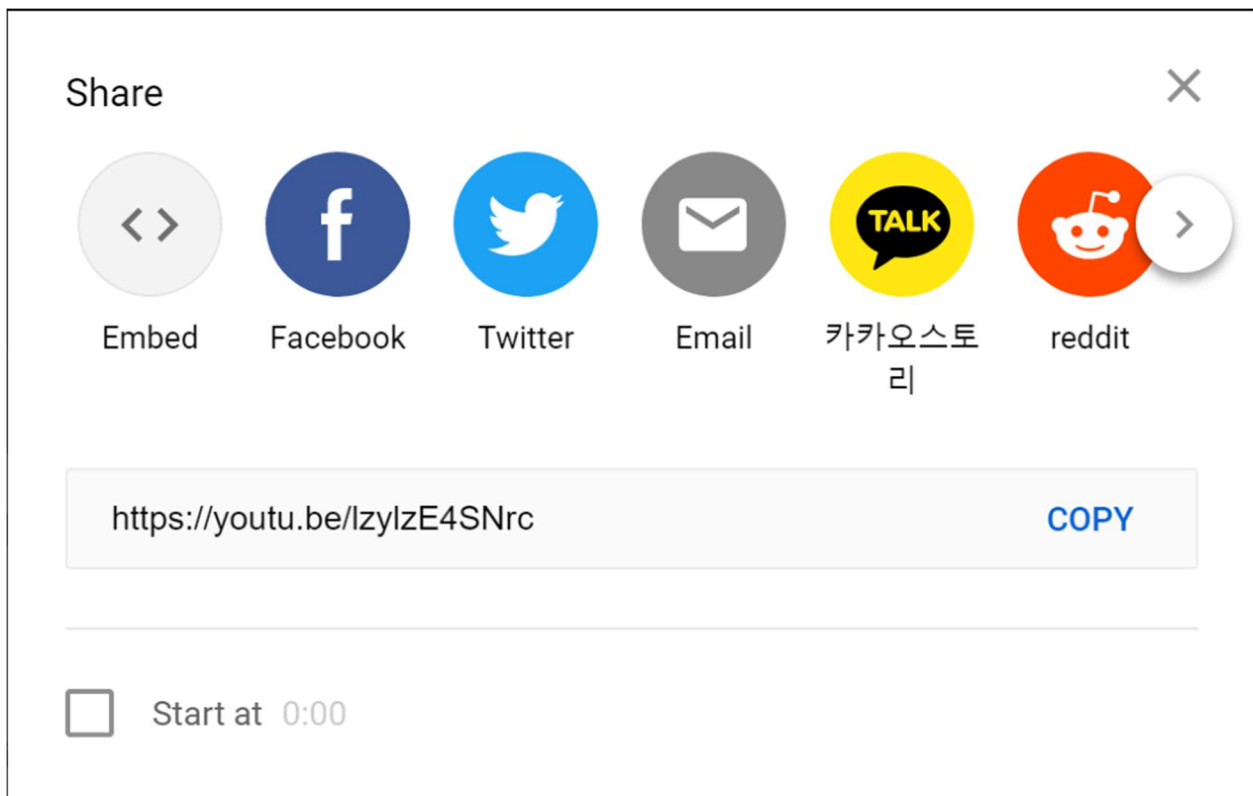 Share
TALK
Embed
Facebook
Twitter
Email
카카오스토
리
reddit
https://youtu.be/lzylzE4SNrc
COPY
Start at 0:00